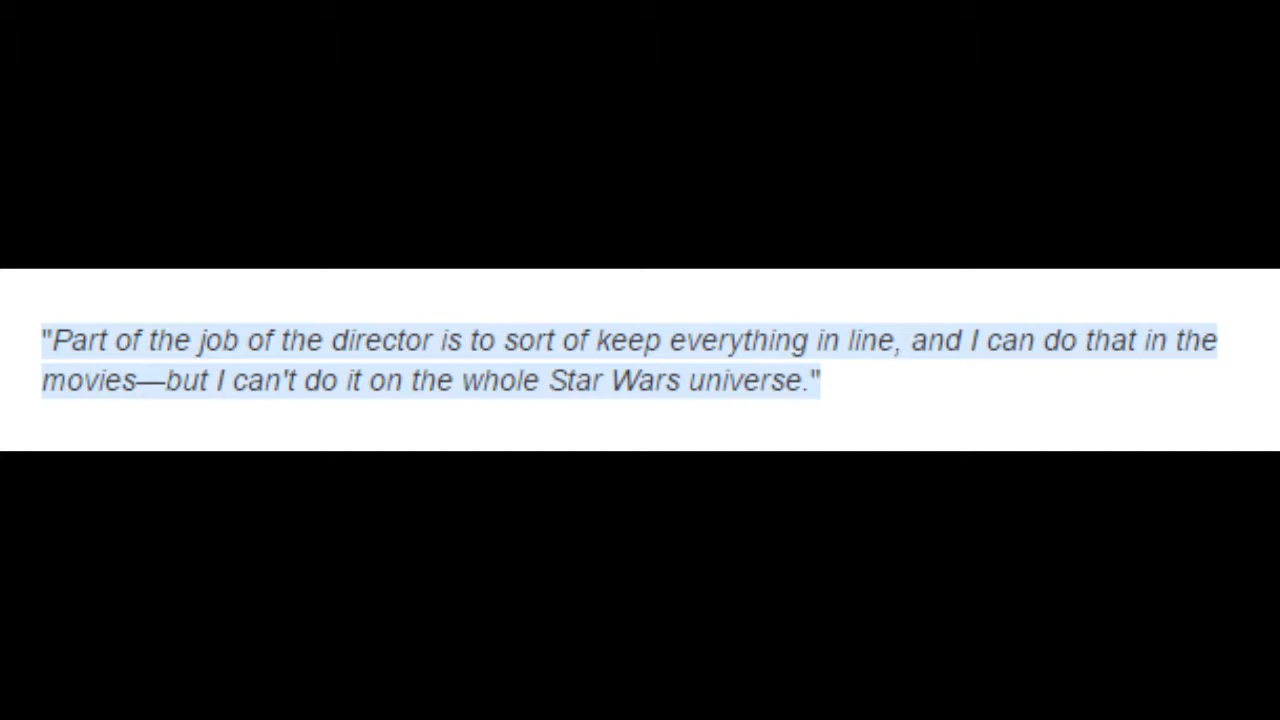 "Part of the job of the director is to sort of keep everything in line, and I can do that in the
movies—but I can't do it on the whole Star Wars universe."